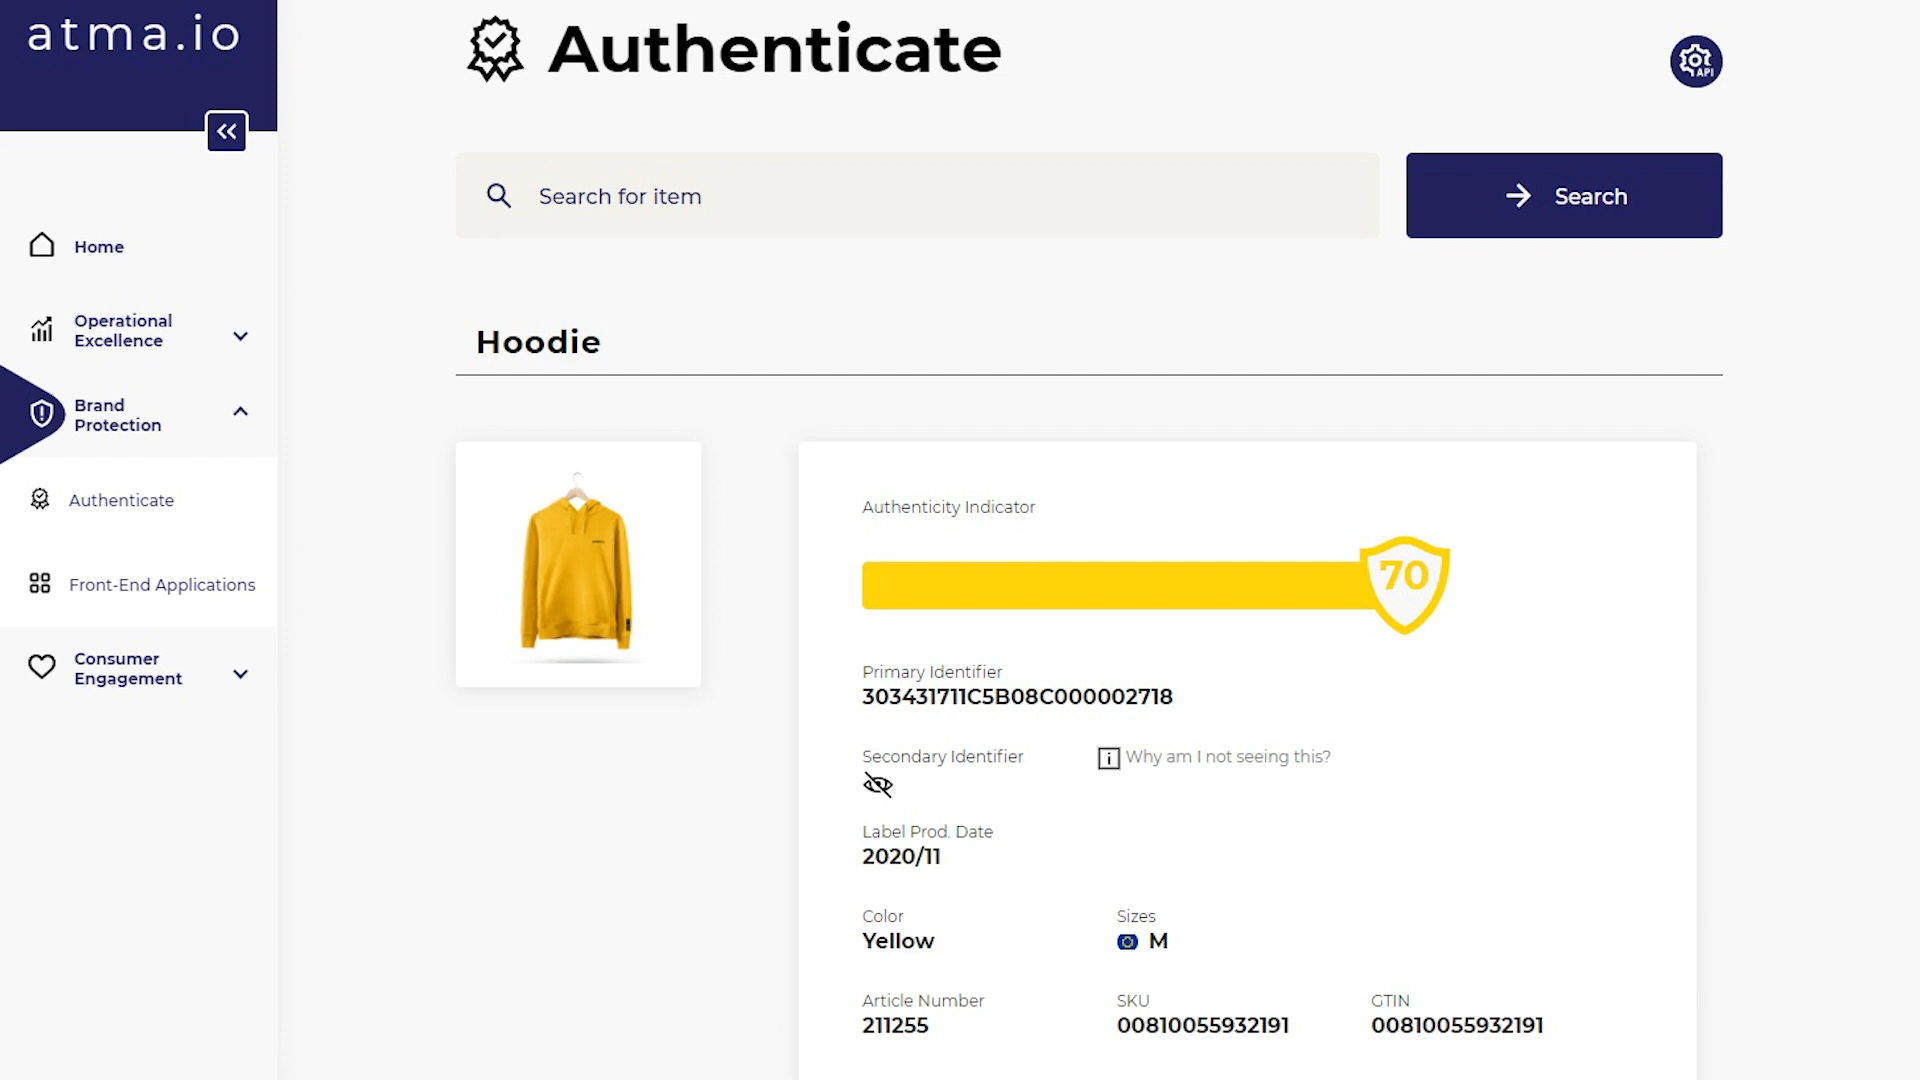 atma.io
Authenticate
API
Search for item
Search
Home
Operational
Excellence
Brand
Protection
Authenticate
Front-End Applications
Consumer
Engagement
Hoodie
Authenticity Indicator
70
Primary Identifier
303431711C5B08C000002718
Secondary Identifier
Why am I not seeing this?
Label Prod. Date
2020/11
Color
Yellow
Sizes
M
Article Number
211255
SKU
00810055932191
GTIN
00810055932191